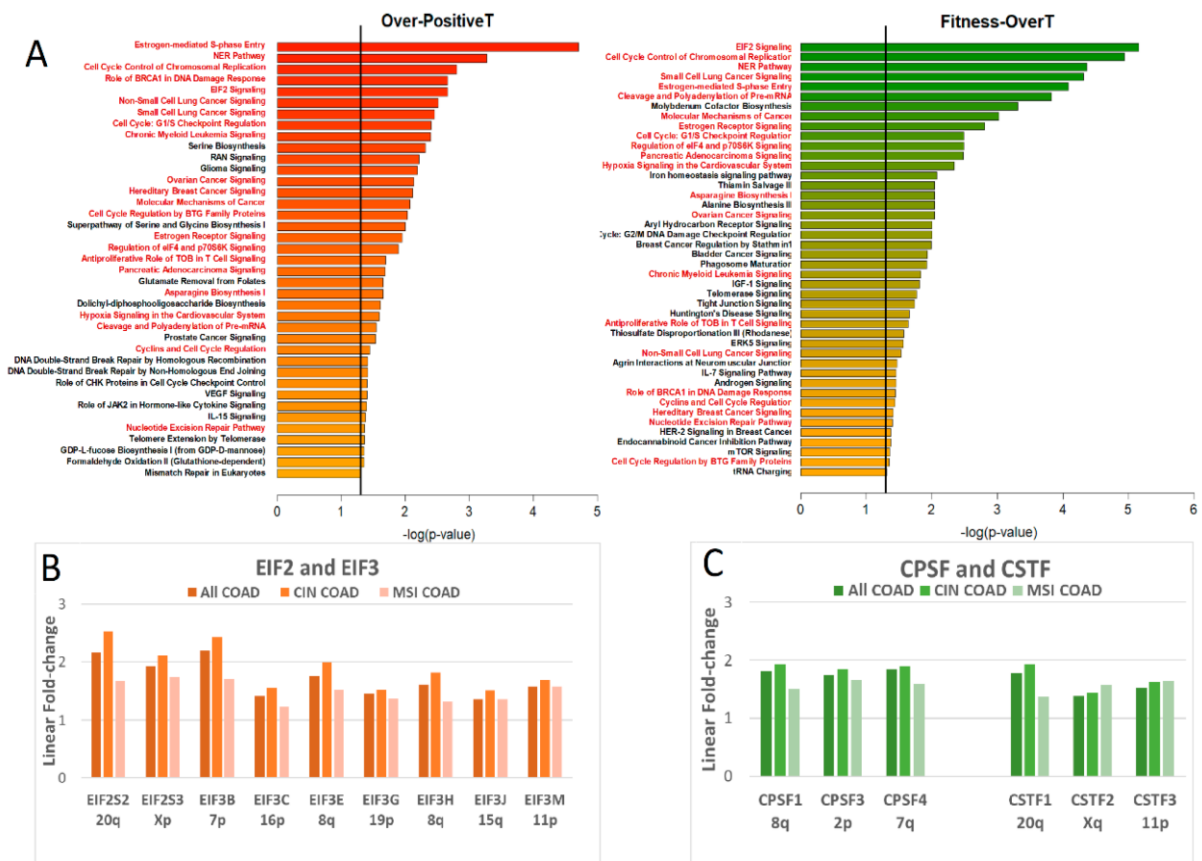 A
Over-PositiveT
Estrogen-mediated S-phase Entry
NER Pathway
Cell Cycle Control of Chromosomal Replication
Role of BRCA1 in DNA Damage Response
EIF2 Signaling
Non-Small Cell Lung Cancer Signaling
Small Cell Lung Cancer Signaling
Cell Cycle: G1/S Checkpoint Regulation
Chronic Myeloid Leukemia Signaling
Serine Biosynthesis
RAN Signaling
Glioma Signaling
Ovarian Cancer Signaling
Hereditary Breast Cancer Signaling
Molecular Mechanisms of Cancer
Cell Cycle Regulation by BTG Family Proteins
Superpathway of Serine and Glycine Biosynthesis I
Estrogen Receptor Signaling
Regulation of eIF4 and p70S6K Signaling
Antiproliferative Role of TOB in T Cell Signaling
Pancreatic Adenocarcinoma Signaling
Glutamate Removal from Folates
Asparagine Biosynthesis I
Dolichyl-diphosphooligosaccharide Biosynthesis
Hypoxia Signaling in the Cardiovascular System
Cleavage and Polyadenylation of Pre-mRNA
Prostate Cancer Signaling
Cyclins and Cell Cycle Regulation
DNA Double-Strand Break Repair by Homologous Recombination
DNA Double-Strand Break Repair by Non-Homologous End Joining
Role of CHK Proteins in Cell Cycle Checkpoint Control
VEGF Signaling
Role of JAK2 in Hormone-like Cytokine Signaling
IL-15 Signaling
Nucleotide Excision Repair Pathway
Telomere Extension by Telomerase
GDP-L-fucose Biosynthesis I (from GDP-D-mannose)
Formaldehyde Oxidation II (Glutathione-dependent)
Mismatch Repair in Eukaryotes
0 1 2 3 4 5
-log(p-value)
Fitness-OverT
EIF2 Signaling
Cell Cycle Control of Chromosomal Replication
NER Pathway
Small Cell Lung Cancer Signaling
Estrogen-mediated S-phase Entry
Cleavage and Polyadenylation of Pre-mRNA
Molybdenum Cofactor Biosynthesis
Molecular Mechanisms of Cancer
Estrogen Receptor Signaling
Cell Cycle: G1/S Checkpoint Regulation
Regulation of eIF4 and p70S6K Signaling
Pancreatic Adenocarcinoma Signaling
Hypoxia Signaling in the Cardiovascular System
Iron homeostasis signaling pathway
Thiamin Salvage III
Asparagine Biosynthesis I
Alanine Biosynthesis II
Ovarian Cancer Signaling
Aryl Hydrocarbon Receptor Signaling
Cycle: G2/M DNA Damage Checkpoint Regulation
Breast Cancer Regulation by Stathmin1
Bladder Cancer Signaling
Phagosome Maturation
Chronic Myeloid Leukemia Signaling
IGF-1 Signaling
Telomerase Signaling
Tight Junction Signaling
Huntington's Disease Signaling
Antiproliferative Role of TOB in T Cell Signaling
Thiosulfate Disproportionation III (Rhodanese)
ERK5 Signaling
Non-Small Cell Lung Cancer Signaling
Agrin Interactions at Neuromuscular Junction
IL-7 Signaling Pathway
Androgen Signaling
Role of BRCA1 in DNA Damage Response
Cyclins and Cell Cycle Regulation
Hereditary Breast Cancer Signaling
Nucleotide Excision Repair Pathway
HER-2 Signaling in Breast Cancer
Endocannabinoid Cancer Inhibition Pathway
mTOR Signaling
Cell Cycle Regulation by BTG Family Proteins
tRNA Charging
0 1 2 3 4 5 6
-log(p-value)
B
EIF2 and EIF3
All COAD CIN COAD MSI COAD
Linear Fold-change
3
2
1
0
EIF2S2 EIF2S3 EIF3B EIF3C EIF3E EIF3G EIF3H EIF3J EIF3M
20q Xp 7p 16p 8q 19p 8q 15q 11p
C
CPSF and CSTF
All COAD CIN COAD MSI COAD
Linear Fold-change
3
2
1
0
CPSF1 CPSF3 CPSF4 CSTF1 CSTF2 CSTF3
8q 2p 7q 20q Xq 11p